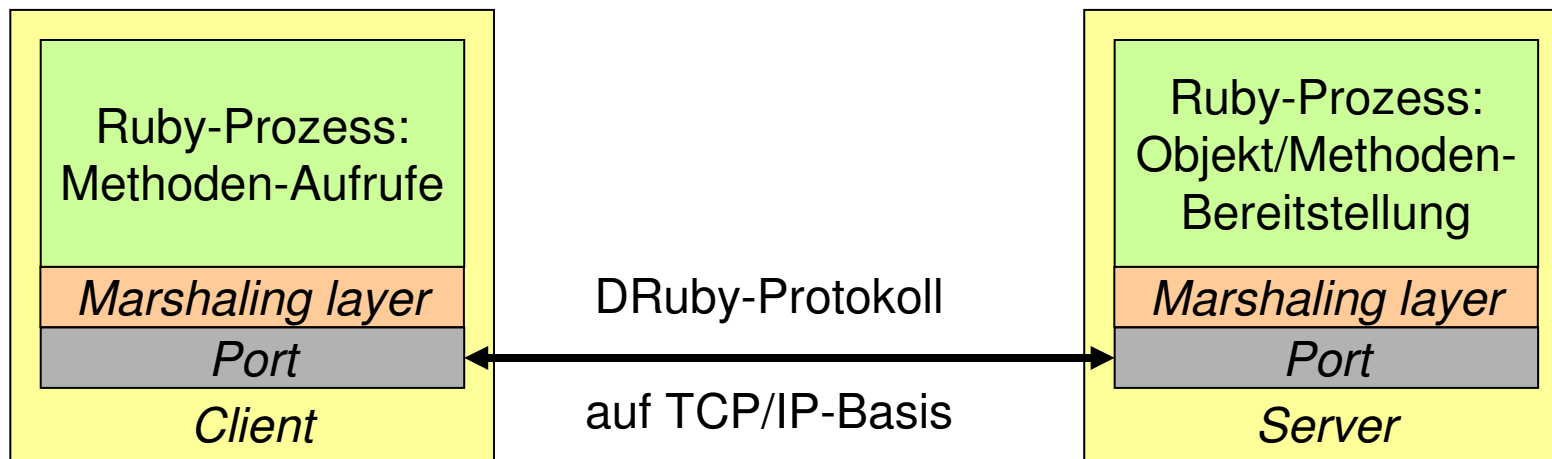 Ruby-Prozess:
Methoden-Aufrufe
Marshaling layer
Port
Client
DRuby-Protokoll
auf TCP/IP-Basis
Ruby-Prozess:
Objekt/Methoden-
Bereitstellung
Marshaling layer
Port
Server